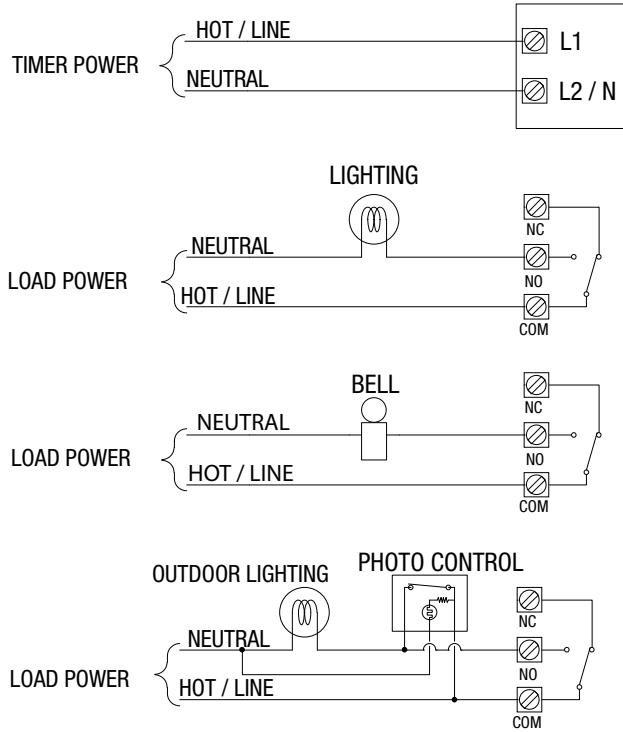 HOT / LINE
L1
TIMER POWER
NEUTRAL
L2 / N
LIGHTING
NC
NEUTRAL
NO
LOAD POWER
HOT / LINE
COM
BELL
NC
NEUTRAL
NO
LOAD POWER
HOT / LINE
COM
OUTDOOR LIGHTING
PHOTO CONTROL
NC
NEUTRAL
NO
LOAD POWER
HOT / LINE
COM